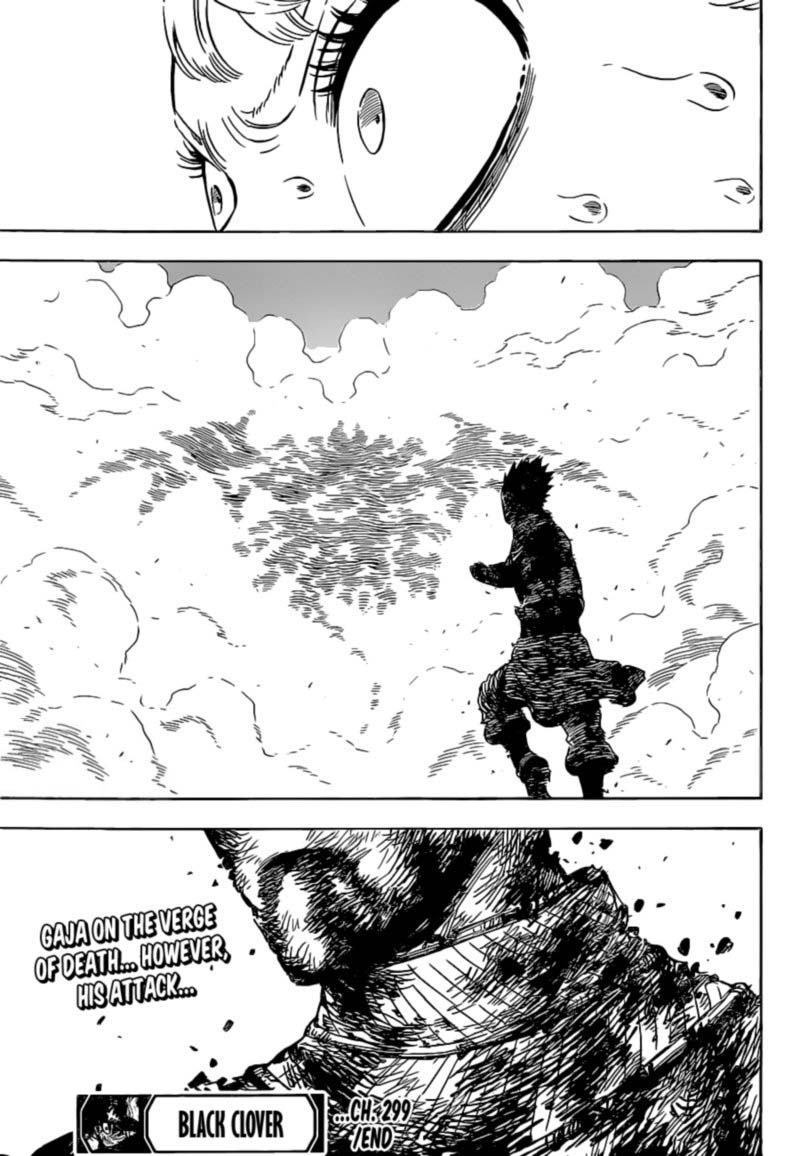 GAJA ON THE VERGE
OF DEATH... HOWEVER,
HIS ATTACK...
BLACK CLOVER
...CH. 299
/END